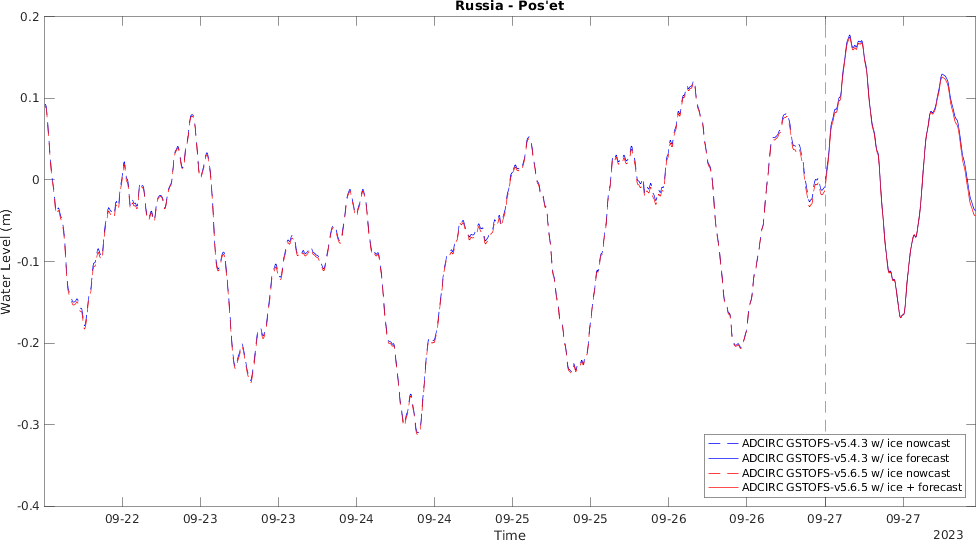 Russia - Pos'et
0.2
0.1
0
-0.1
-0.2
-0.3
-0.4
Water Level (m)
ADCIRC GSTOFS-v5.4.3 w/ ice nowcast
ADCIRC GSTOFS-v5.4.3 w/ ice forecast
ADCIRC GSTOFS-v5.6.5 w/ ice nowcast
ADCIRC GSTOFS-v5.6.5 w/ ice + forecast
09-22 09-23 09-23 09-24 09-24 09-25 09-25 09-26 09-26 09-27 09-27
Time
2023